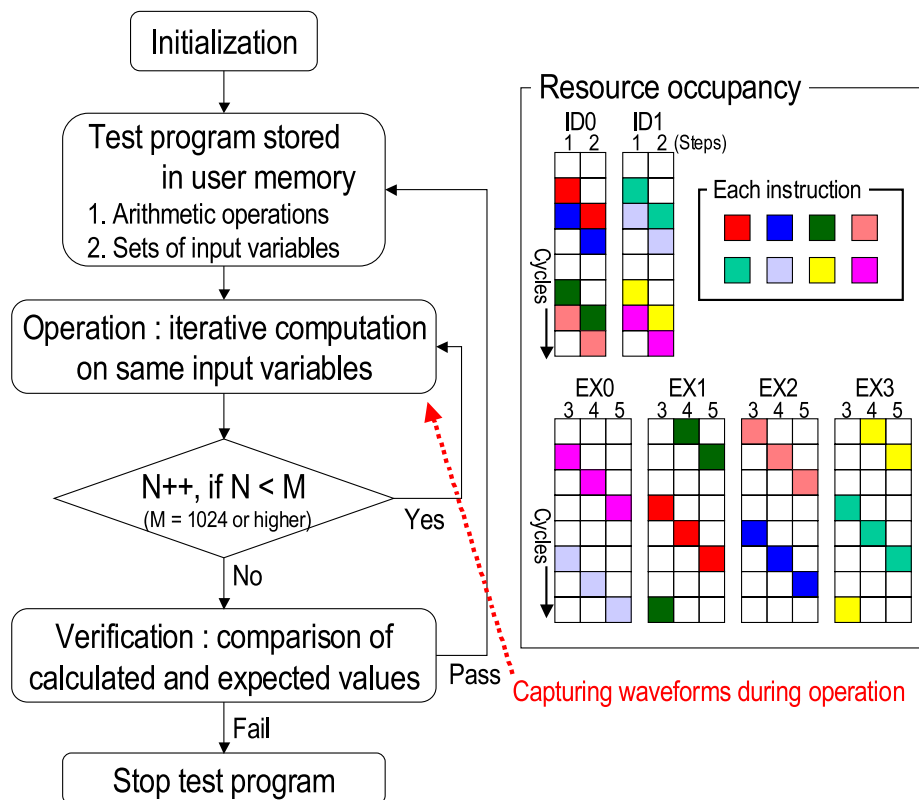 Initialization
Test program stored
in user memory
1. Arithmetic operations
2. Sets of input variables
Operation : iterative computation
on same input variables
N++, if N < M
(M = 1024 or higher)
Yes
No
Verification : comparison of
calculated and expected values
Pass
Fail
Stop test program
Resource occupancy
ID0 ID1
1 2 1 2 (Steps)
Cycles
Each instruction
EX0 EX1 EX2 EX3
3 4 5 3 4 5 3 4 5 3 4 5
Cycles
Capturing waveforms during operation